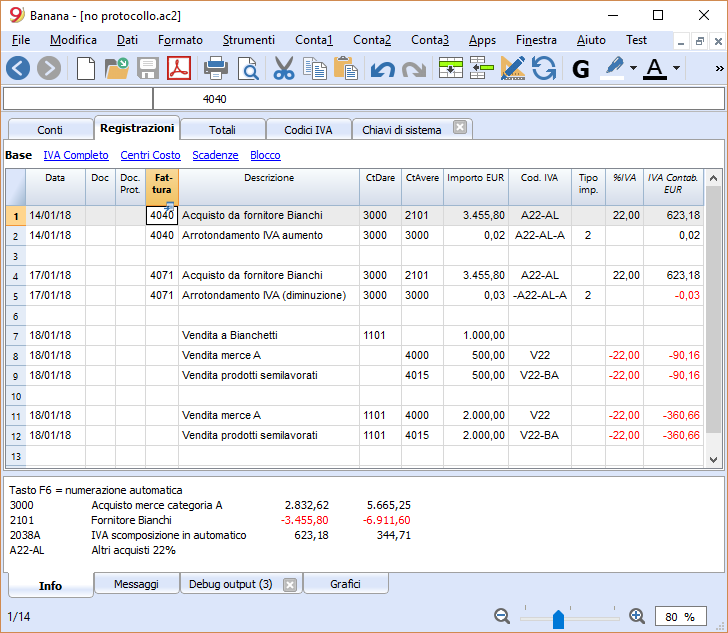 Banana - [no protocollo.ac2]
File Modifica Dati Formato Strumenti Conta1 Conta2 Conta3 Apps Finestra Aiuto Test
G A »
4040
Conti Registrazioni Totali Codici IVA Chiavi di sistema
Base IVA Completo Centri Costo Scadenze Blocco
Data Doc Doc. Prot. Fat-tura Descrizione CtDare CtAvere Importo EUR Cod. IVA Tipo imp. %IVA IVA Contab. EUR
1 14/01/18 4040 Acquisto da fornitore Bianchi 3000 2101 3.455,80 A22-AL 22,00 623,18
2 14/01/18 4040 Arrotondamento IVA aumento 3000 3000 0,02 A22-AL-A 2 0,02
3
4 17/01/18 4071 Acquisto da fornitore Bianchi 3000 2101 3.455,80 A22-AL 22,00 623,18
5 17/01/18 4071 Arrotondamento IVA (diminuzione) 3000 3000 0,03 -A22-AL-A 2 -0,03
6
7 18/01/18 Vendita a Bianchetti 1101 1.000,00
8 18/01/18 Vendita merce A 4000 500,00 V22 -22,00 -90,16
9 18/01/18 Vendita prodotti semilavorati 4015 500,00 V22-BA -22,00 -90,16
10
11 18/01/18 Vendita merce A 1101 4000 2.000,00 V22 -22,00 -360,66
12 18/01/18 Vendita prodotti semilavorati 1101 4015 2.000,00 V22-BA -22,00 -360,66
13
Tasto F6 = numerazione automatica
3000 Acquisto merce categoria A 2.832,62 5.665,25
2101 Fornitore Bianchi -3.455,80 -6.911,60
2038A IVA scomposizione in automatico 623,18 344,71
A22-AL Altri acquisti 22%
Info Messaggi Debug output (3) Grafici
1/14 80 %